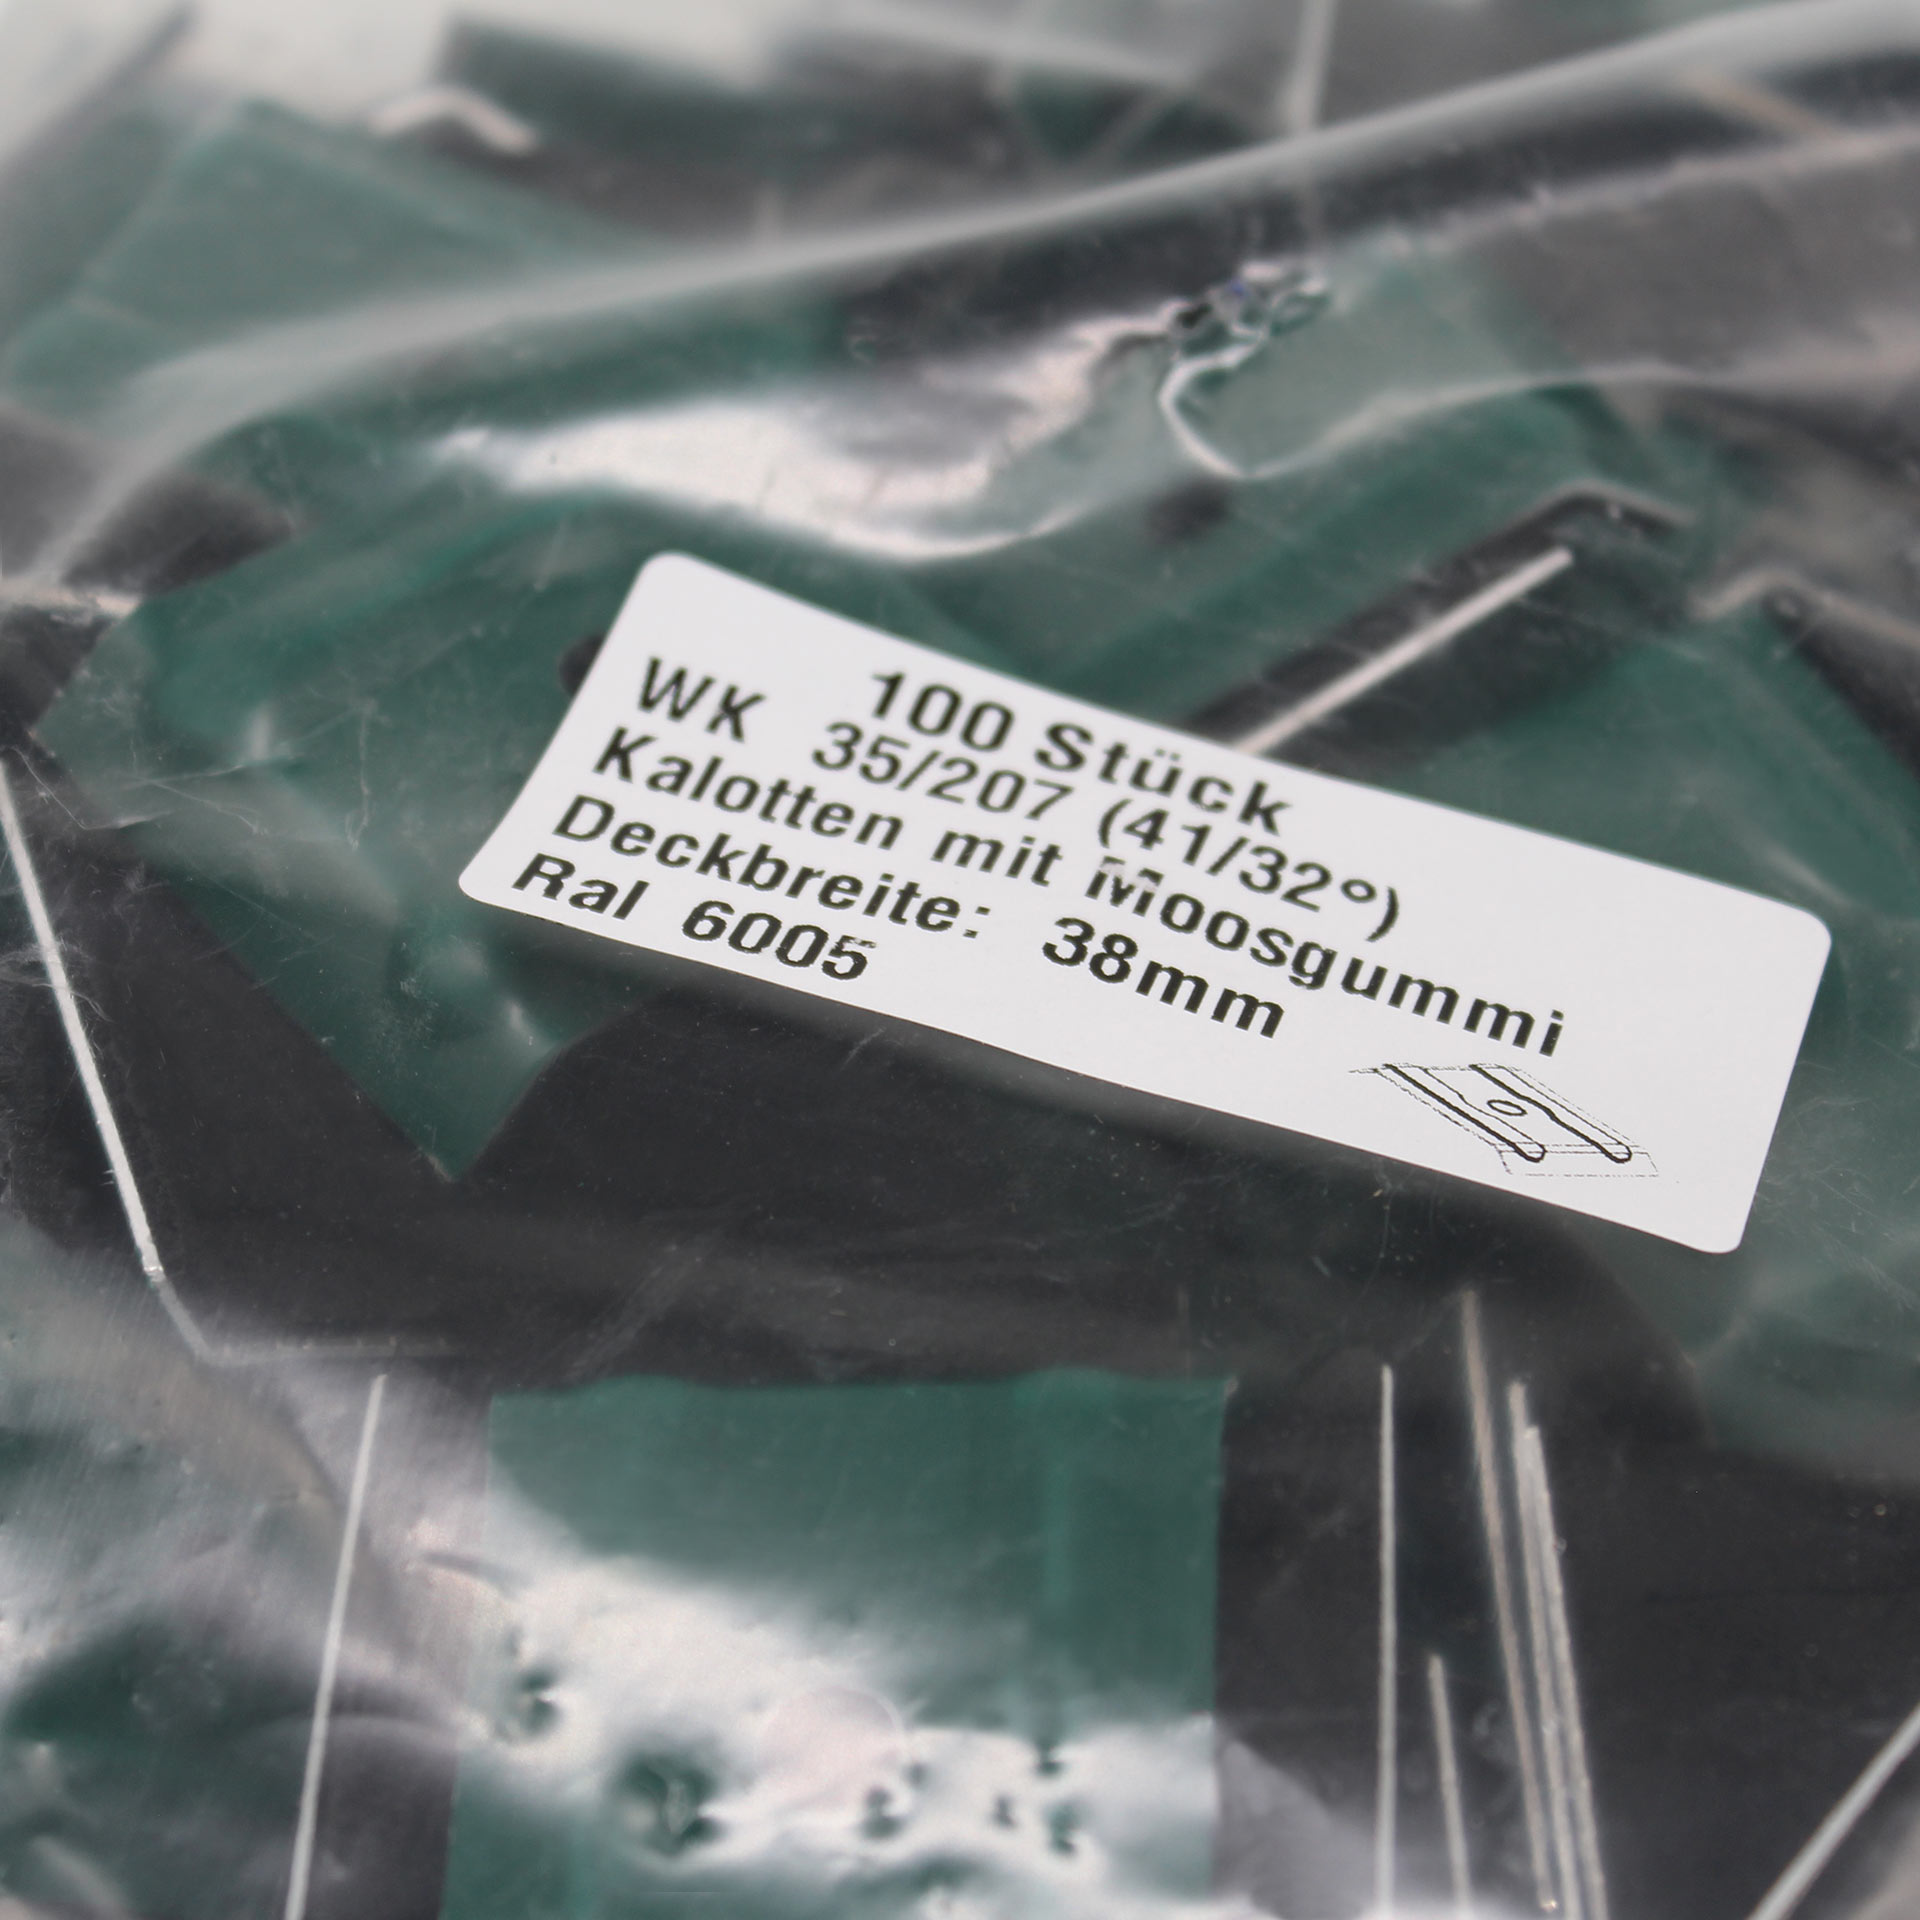 100 Stück
WK 35/207 (41/32°)
Kalotten mit Moosgummi
Deckbreite: 38mm
Ral 6005